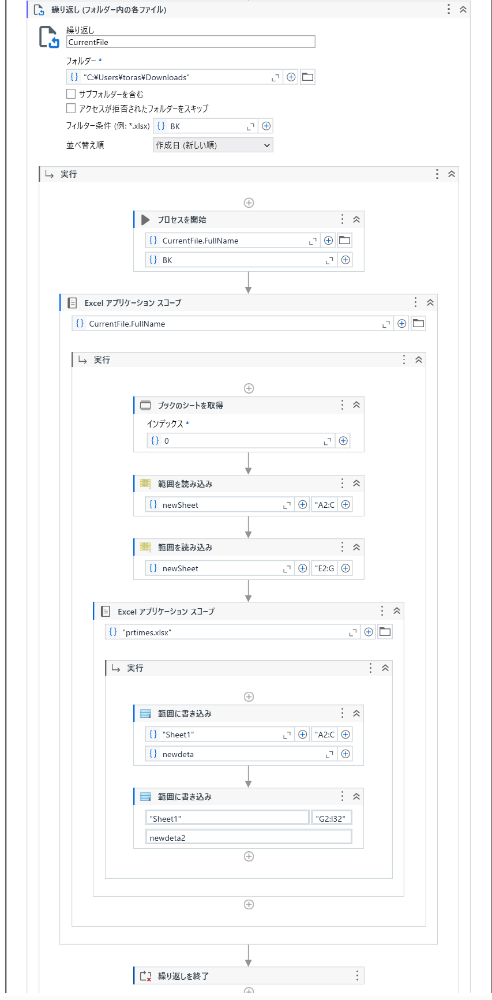 繰り返し (フォルダー内の各ファイル)
繰り返し
CurrentFile
フォルダー *
"C:¥Users¥toras¥Downloads"
サブフォルダーを含む
アクセスが拒否されたフォルダーをスキップ
フィルター条件 (例: *.xlsx) BK
並べ替え順 作成日 (新しい順)
実行
プロセスを開始
CurrentFile.FullName
BK
Excel アプリケーション スコープ
CurrentFile.FullName
実行
ブックのシートを取得
インデックス *
0
範囲を読み込み
newSheet "A2:C
範囲を読み込み
newSheet "E2:G
Excel アプリケーション スコープ
"prtimes.xlsx"
実行
範囲に書き込み
"Sheet1" "A2:C
newdeta
範囲に書き込み
"Sheet1" "G2:I32"
newdeta2
繰り返しを終了